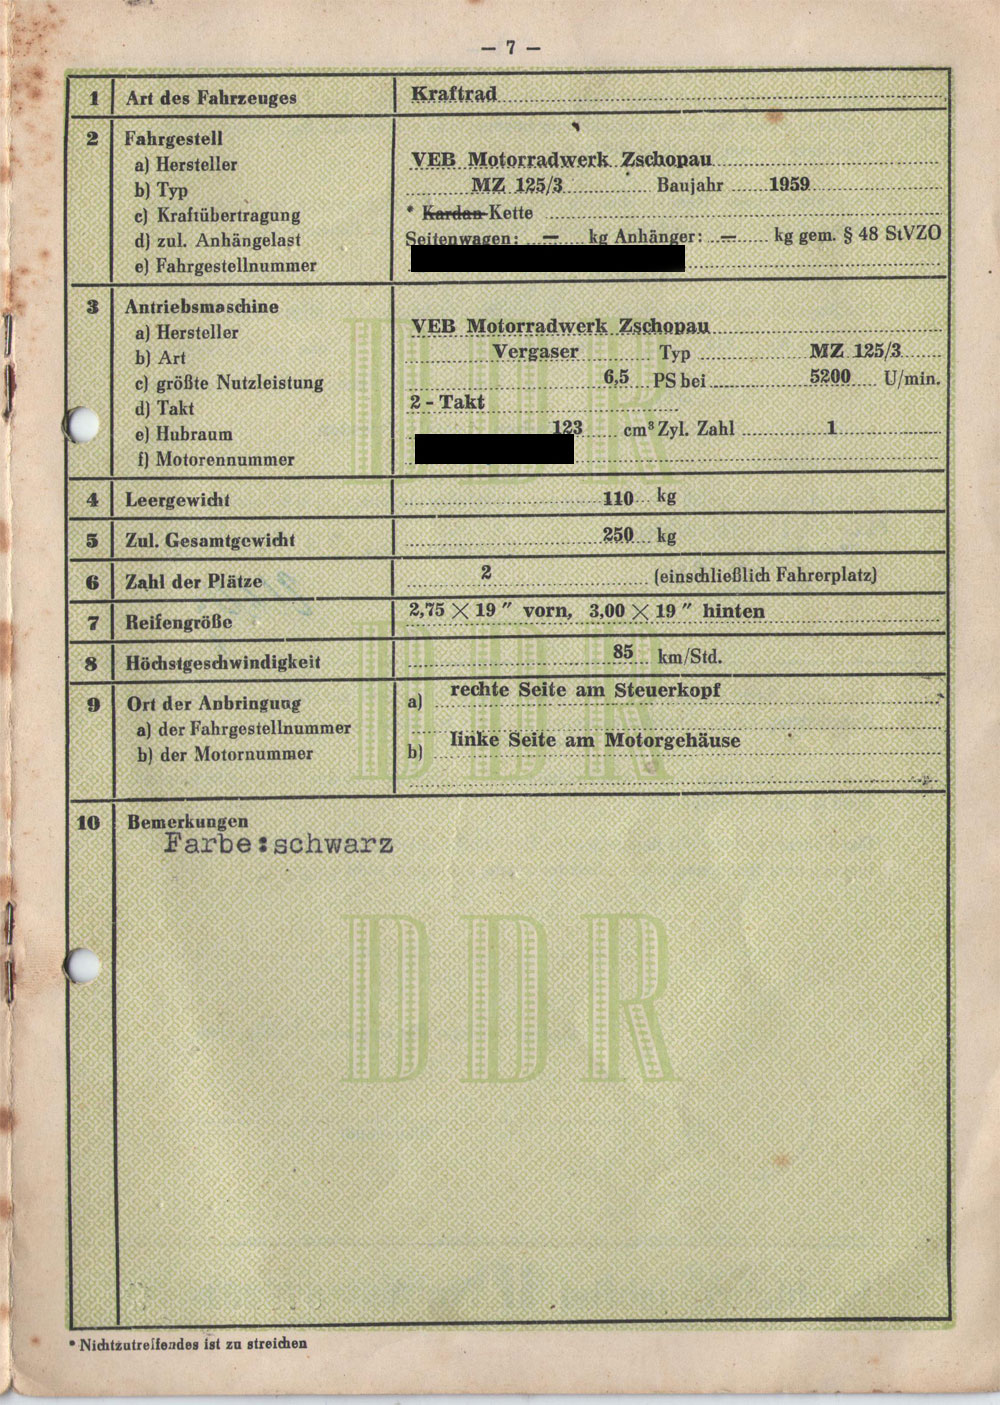 — 7 —
1 Art des Fahrzeuges Kraftrad
2 Fahrgestell
a) Hersteller VEB Motorradwerk Zschopau
b) Typ MZ 125/3 Baujahr 1959
c) Kraftübertragung * Kardan-Kette
d) zul. Anhängelast Seitenwagen: — kg Anhänger: — kg gem. § 48 StVZO
e) Fahrgestellnummer
3 Antriebsmaschine
a) Hersteller VEB Motorradwerk Zschopau
b) Art Vergaser Typ MZ 125/3
c) größte Nutzleistung 6,5 PS bei 5200 U/min.
d) Takt 2 - Takt
e) Hubraum 123 cm³ Zyl. Zahl 1
f) Motorennummer
4 Leergewicht 110 kg
5 Zul. Gesamtgewicht 250 kg
6 Zahl der Plätze 2 (einschließlich Fahrerplatz)
7 Reifengröße 2,75 × 19 " vorn, 3,00 × 19 " hinten
8 Höchstgeschwindigkeit 85 km/Std.
9 Ort der Anbringung
a) der Fahrgestellnummer a) rechte Seite am Steuerkopf
b) der Motornummer b) linke Seite am Motorgehäuse
10 Bemerkungen
Farbe:schwarz
DDR
DDR
DDR
* Nichtzutreffendes ist zu streichen